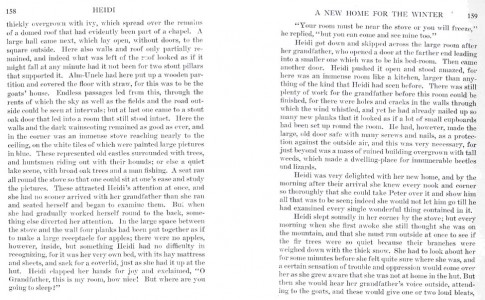 158 HEIDI
thickly overgrown with ivy, which spread over the remains
of a domed roof that had evidently been part of a chapel. A
large hall came next, which lay open, without doors, to the
square outside. Here also walls and roof only partially re-
mained, and indeed what was left of the roof looked as if it
might fall at any minute had it not been for two stout pillars
that supported it. Alm-Uncle had here put up a wooden par-
tition and covered the floor with straw, for this was to be the
goats' house. Endless passages led from this, through the
rents of which the sky as well as the fields and the road out-
side could be seen at intervals; but at last one came to a stout
oak door that led into a room that still stood intact. Here the
walls and the dark wainscoting remained as good as ever, and
in the corner was an immense stove reaching nearly to the
ceiling, on the white tiles of which were painted large pictures
in blue. These represented old castles surrounded with trees,
and huntsmen riding out with their hounds; or else a quiet
lake scene, with broad oak trees and a man fishing. A seat ran
all round the stove so that one could sit at one's ease and study
the pictures. These attracted Heidi's attention at once, and
she had no sooner arrived with her grandfather than she ran
and seated herself and began to examine them. But when
she had gradually worked herself round to the back, some-
thing else diverted her attention. In the large space between
the stove and the wall four planks had been put together as if
to make a large receptacle for apples; there were no apples,
however, inside, but something Heidi had no difficulty in
recognising, for it was her very own bed, with its hay mattress
and sheets, and sack for a coverlid, just as she had it up at the
hut. Heidi clapped her hands for joy and exclaimed, "O
Grandfather, this is my room, how nice! But where are you
going to sleep?"
A NEW HOME FOR THE WINTER 159
"Your room must be near the stove or you will freeze,"
he replied, "but you can come and see mine too."
Heidi got down and skipped across the large room after
her grandfather, who opened a door at the farther end leading
into a smaller one which was to be his bed-room. Then came
another door. Heidi pushed it open and stood amazed, for
here was an immense room like a kitchen, larger than any-
thing of the kind that Heidi had seen before. There was still
plenty of work for the grandfather before this room could be
finished, for there were holes and cracks in the walls through
which the wind whistled, and yet he had already nailed up so
many new planks that it looked as if a lot of small cupboards
had been set up round the room. He had, however, made the
large, old door safe with many screws and nails, as a protec-
tion against the outside air, and this was very necessary, for
just beyond was a mass of ruined building overgrown with tall
weeds, which made a dwelling-place for innumerable beetles
and lizards.
Heidi was very delighted with her new home, and by the
morning after their arrival she knew every nook and corner
so thoroughly that she could take Peter over it and show him
all that was to be seen; indeed she would not let him go till he
had examined every single wonderful thing contained in it.
Heidi slept soundly in her corner by the stove; but every
morning when she first awoke she still thought she was on
the mountain, and that she must run outside at once to see if
the fir trees were so quiet because their branches were
weighed down with the thick snow. She had to look about her
for some minutes before she felt quite sure where she was, and
a certain sensation of trouble and oppression would come over
her as she grew aware that she was not at home in the hut. But
then she would hear her grandfather's voice outside, attend-
ing to the goats, and these would give one or two loud bleats,